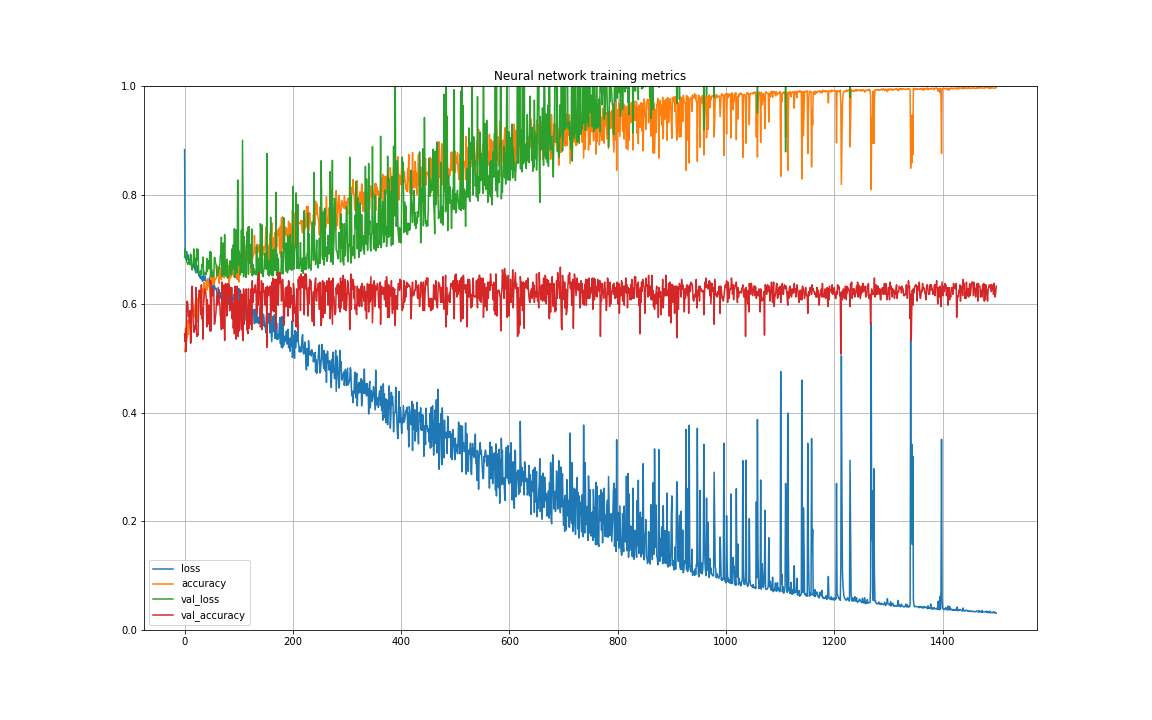 Neural network training metrics
1.0
0.8
0.6
0.4
0.2
0.0
loss
accuracy
val_loss
val_accuracy
0 200 400 600 800 1000 1200 1400